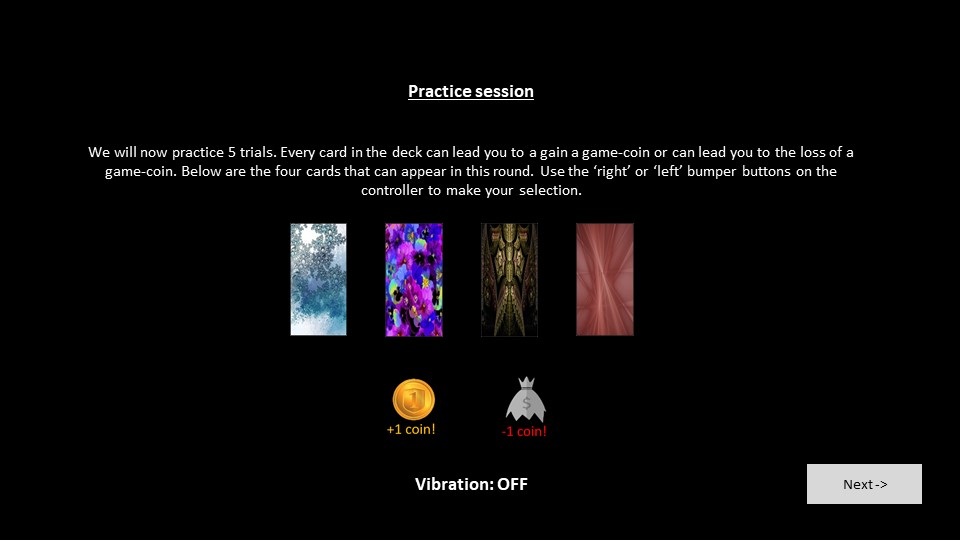 Practice session
We will now practice 5 trials. Every card in the deck can lead you to a gain a game-coin or can lead you to the loss of a
game-coin. Below are the four cards that can appear in this round. Use the ‘right’ or ‘left’ bumper buttons on the
controller to make your selection.
1
$
+1 coin!
-1 coin!
Vibration: OFF
Next ->